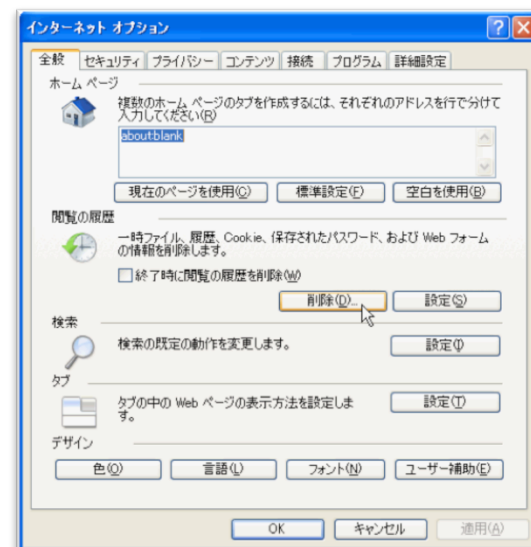 インターネット オプション
全般 セキュリティ プライバシー コンテンツ 接続 プログラム 詳細設定
ホーム ページ
複数のホーム ページのタブを作成するには、それぞれのアドレスを行で分けて
入力してください(R)
about:blank
現在のページを使用(C) 標準設定(F) 空白を使用(B)
閲覧の履歴
一時ファイル、履歴、Cookie、保存されたパスワード、および Web フォーム
の情報を削除します。
終了時に閲覧の履歴を削除(W)
削除(D)... 設定(S)
検索
検索の既定の動作を変更します。
設定(I)
タブ
タブの中の Web ページの表示方法を設定しま
す。
設定(T)
デザイン
色(O) 言語(L) フォント(N) ユーザー補助(E)
OK キャンセル 適用(A)